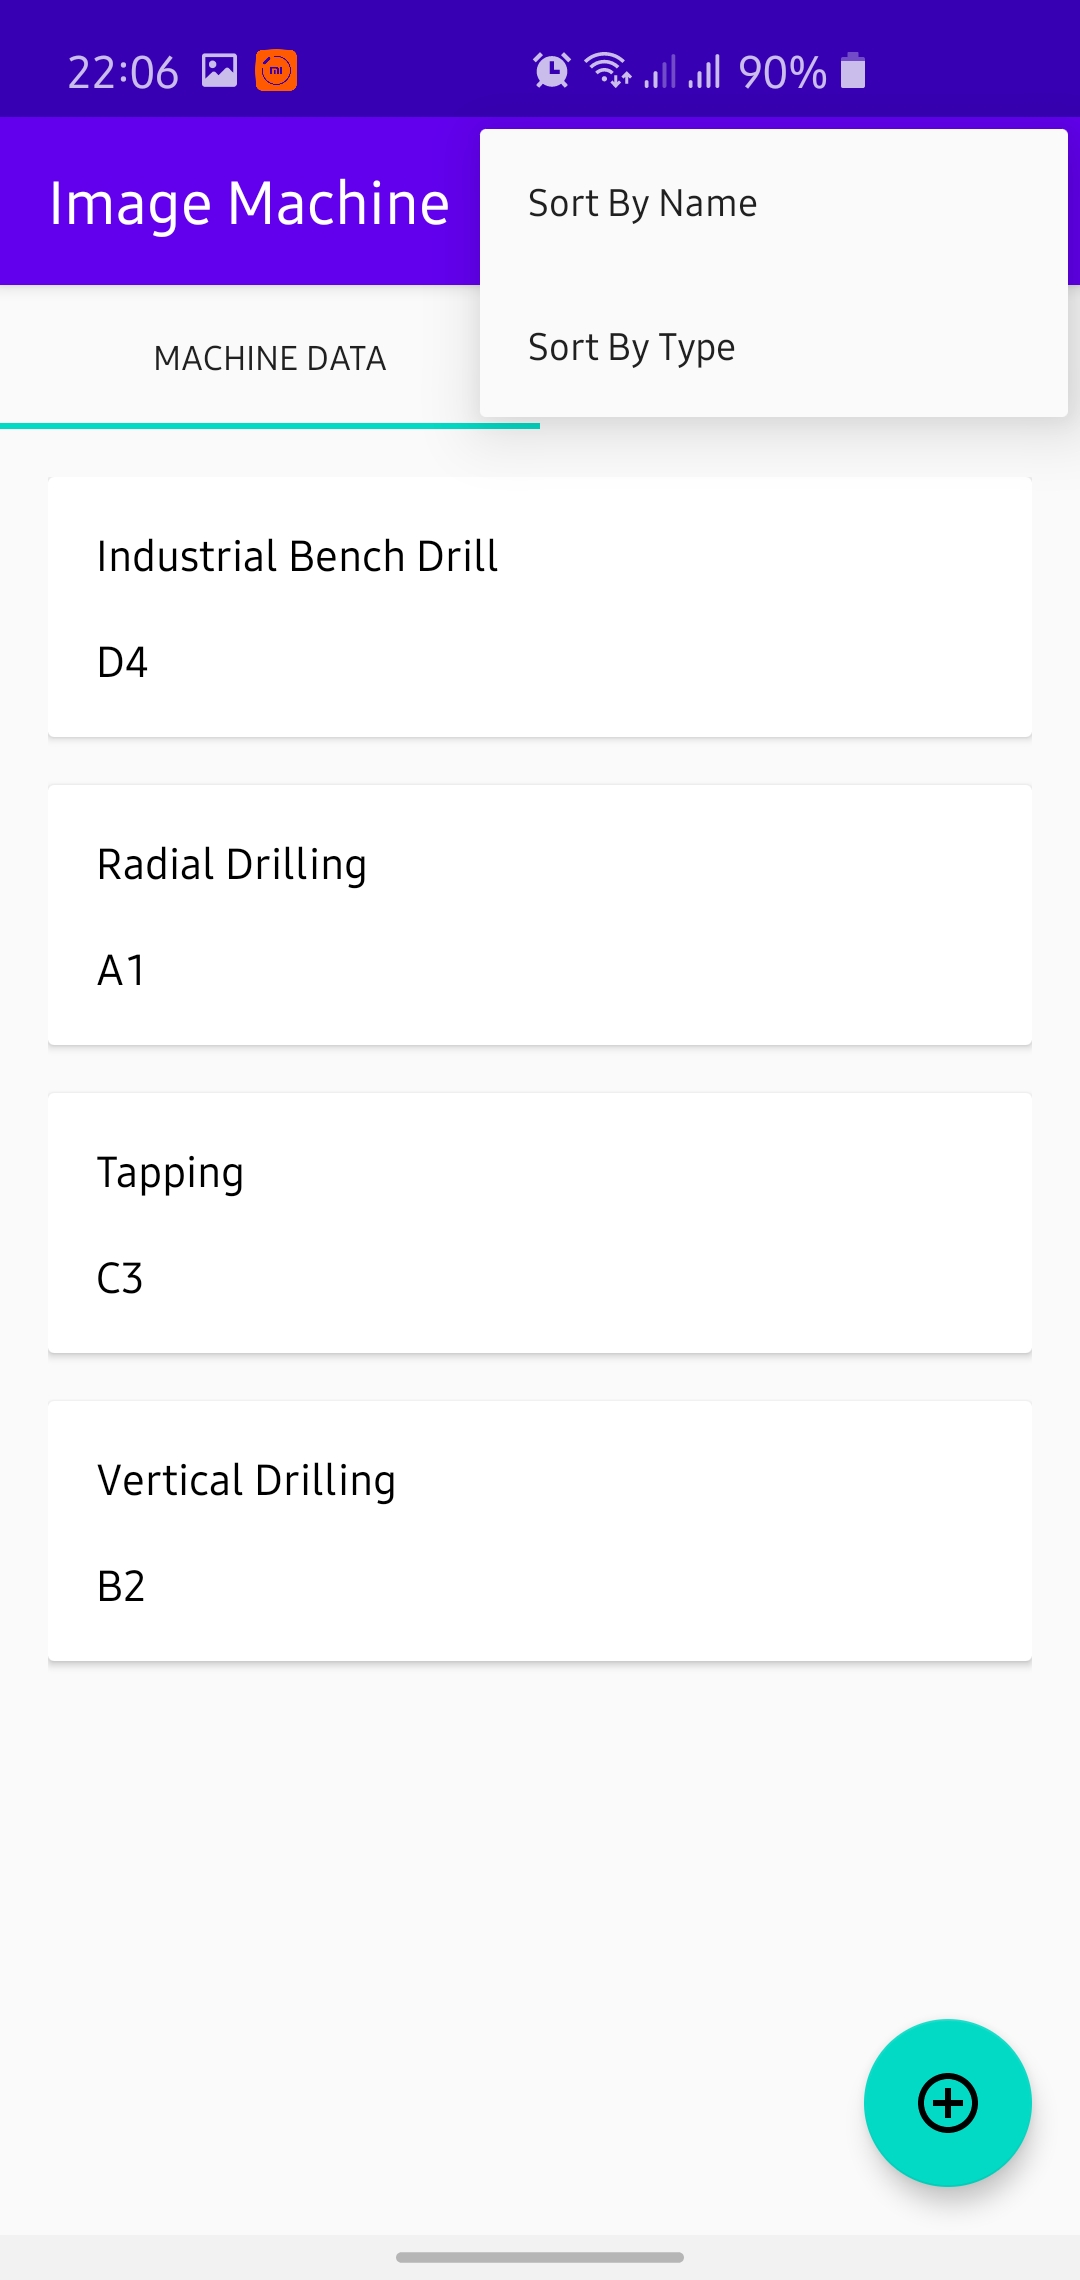 22:06
90%
Image Machine
Sort By Name
Sort By Type
MACHINE DATA
Industrial Bench Drill
D4
Radial Drilling
A1
Tapping
C3
Vertical Drilling
B2